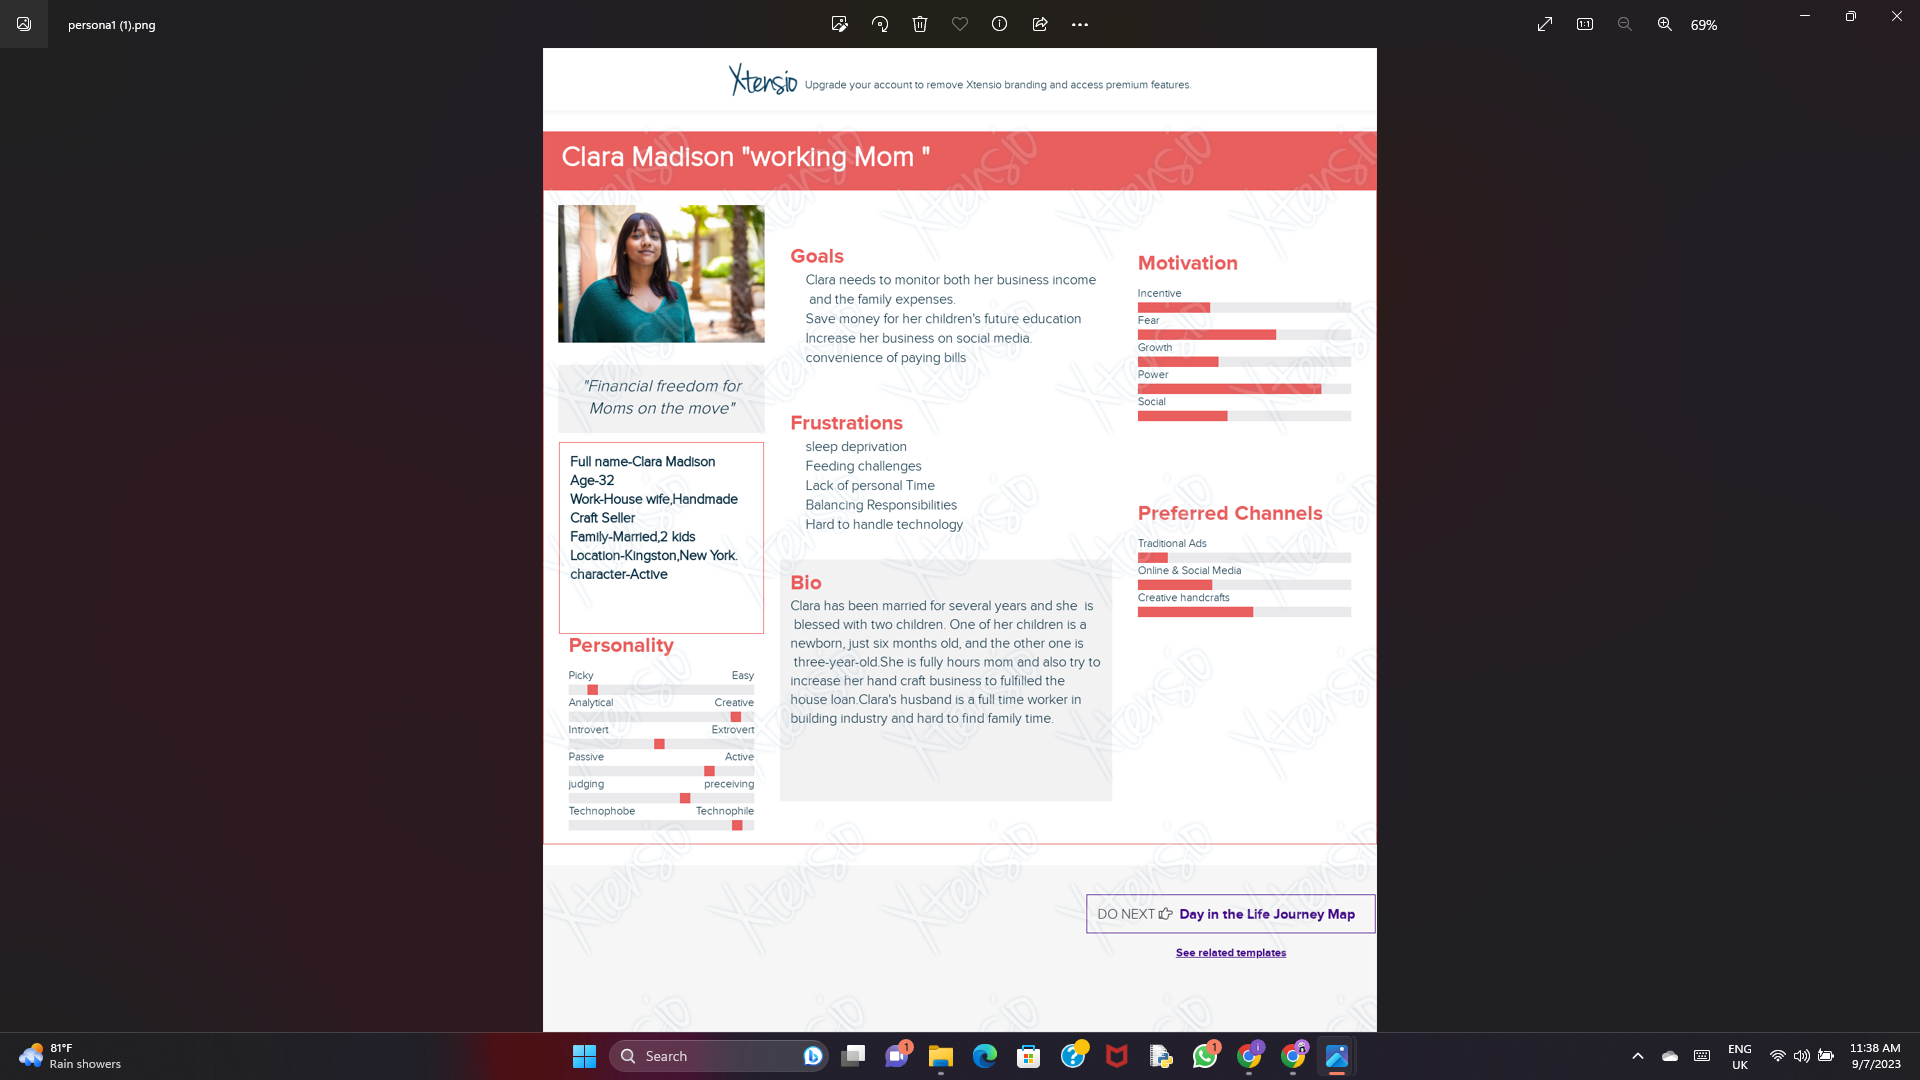 persona1 (1).png
69%
Xtensio Upgrade your account to remove Xtensio branding and access premium features.
Clara Madison "working Mom "
"Financial freedom for
Moms on the move"
Full name-Clara Madison
Age-32
Work-House wife,Handmade
Craft Seller
Family-Married,2 kids
Location-Kingston,New York.
character-Active
Personality
Picky Easy
Analytical Creative
Introvert Extrovert
Passive Active
judging preceiving
Technophobe Technophile
Goals
Clara needs to monitor both her business income
and the family expenses.
Save money for her children's future education
Increase her business on social media.
convenience of paying bills
Frustrations
sleep deprivation
Feeding challenges
Lack of personal Time
Balancing Responsibilities
Hard to handle technology
Bio
Clara has been married for several years and she is
blessed with two children. One of her children is a
newborn, just six months old, and the other one is
three-year-old.She is fully hours mom and also try to
increase her hand craft business to fulfilled the
house loan.Clara's husband is a full time worker in
building industry and hard to find family time.
Motivation
Incentive
Fear
Growth
Power
Social
Preferred Channels
Traditional Ads
Online & Social Media
Creative handcrafts
DO NEXT Day in the Life Journey Map
See related templates
81°F
Rain showers
Search
1
1
ENG
UK
11:38 AM
9/7/2023